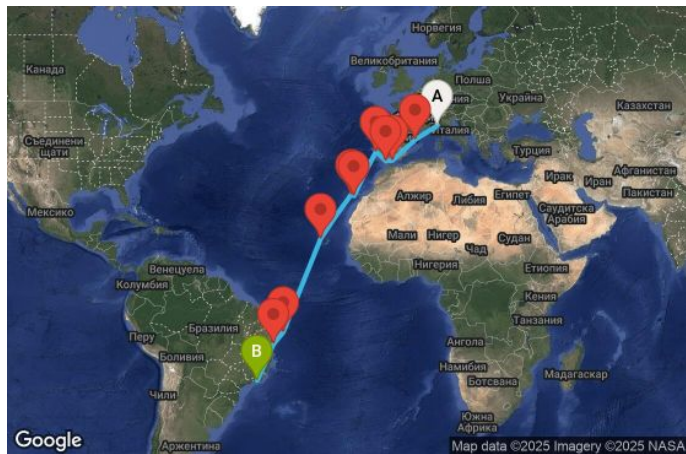 Норвегия
Канада
Великобритания
A
Полша
Украйна
Казахстан
Италия
Съединени
щати
Турция
Ирак
Афганистан
Иран
Пакистан
Алжир
Либия
Египет
Саудитска
Арабия
Мексико
Мали
Нигер
Судан
Чад
Венецуела
Нигерия
Етиопия
Колумбия
Кения
Бразилия
Танзания
Перу
Ангола
B
Боливия
Намибия
Мадагаскар
Ботсвана
Чили
Южна
Африка
Аржентина
Google
Map data ©2025 Imagery ©2025 NASA